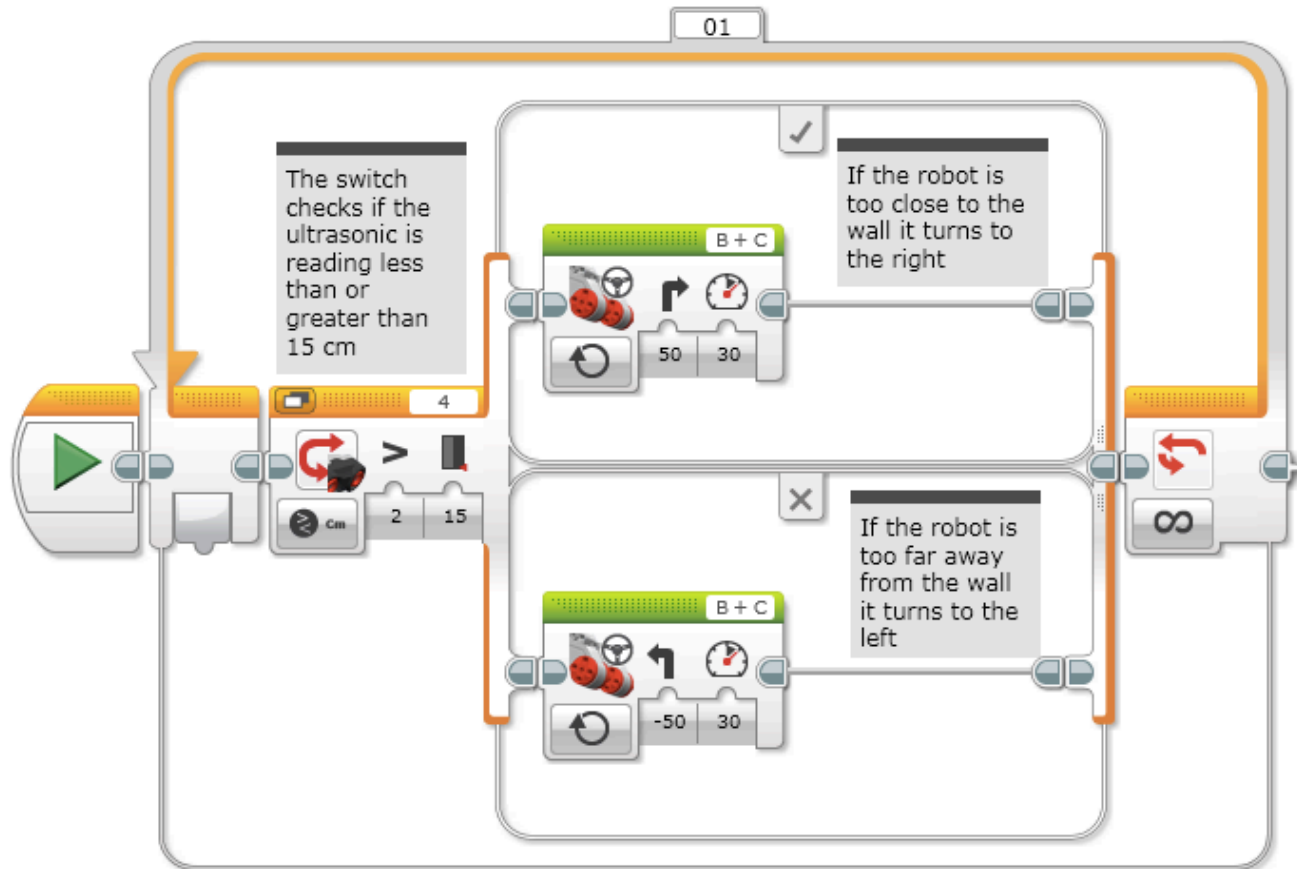 01
The switch
checks if the
ultrasonic is
reading less
than or
greater than
15 cm
If the robot is
too close to the
wall it turns to
the right
B + C
50 30
4
>
Cm 2 15
∞
If the robot is
too far away
from the wall
it turns to the
left
B + C
-50 30